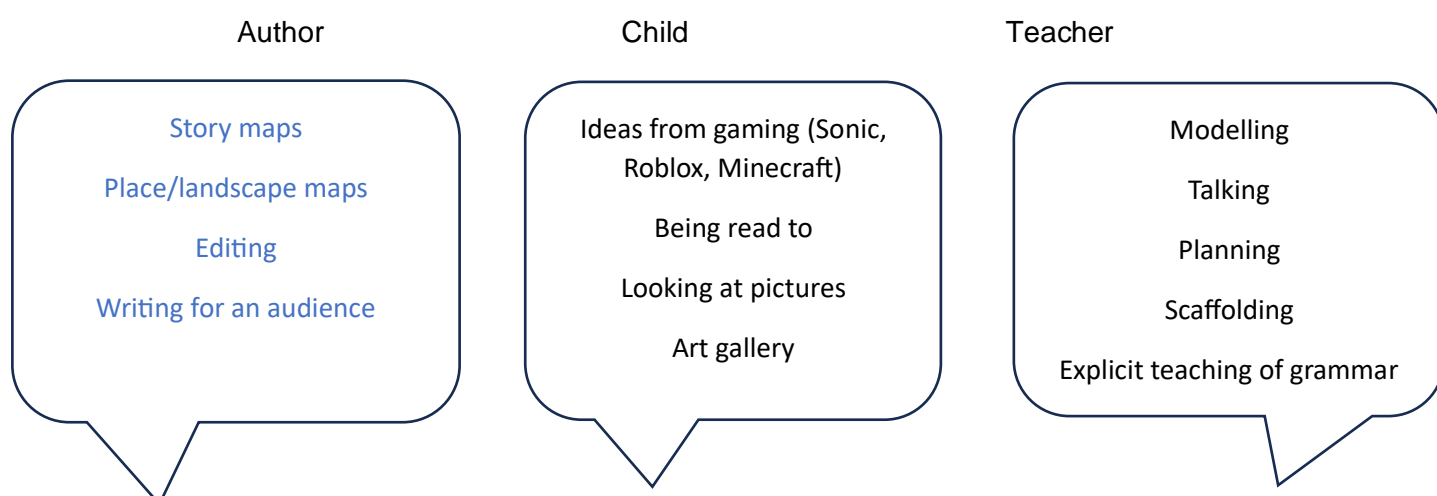 Author
Child
Teacher
Story maps
Place/landscape maps
Editing
Writing for an audience
Ideas from gaming (Sonic,
Roblox, Minecraft)
Being read to
Looking at pictures
Art gallery
Modelling
Talking
Planning
Scaffolding
Explicit teaching of grammar